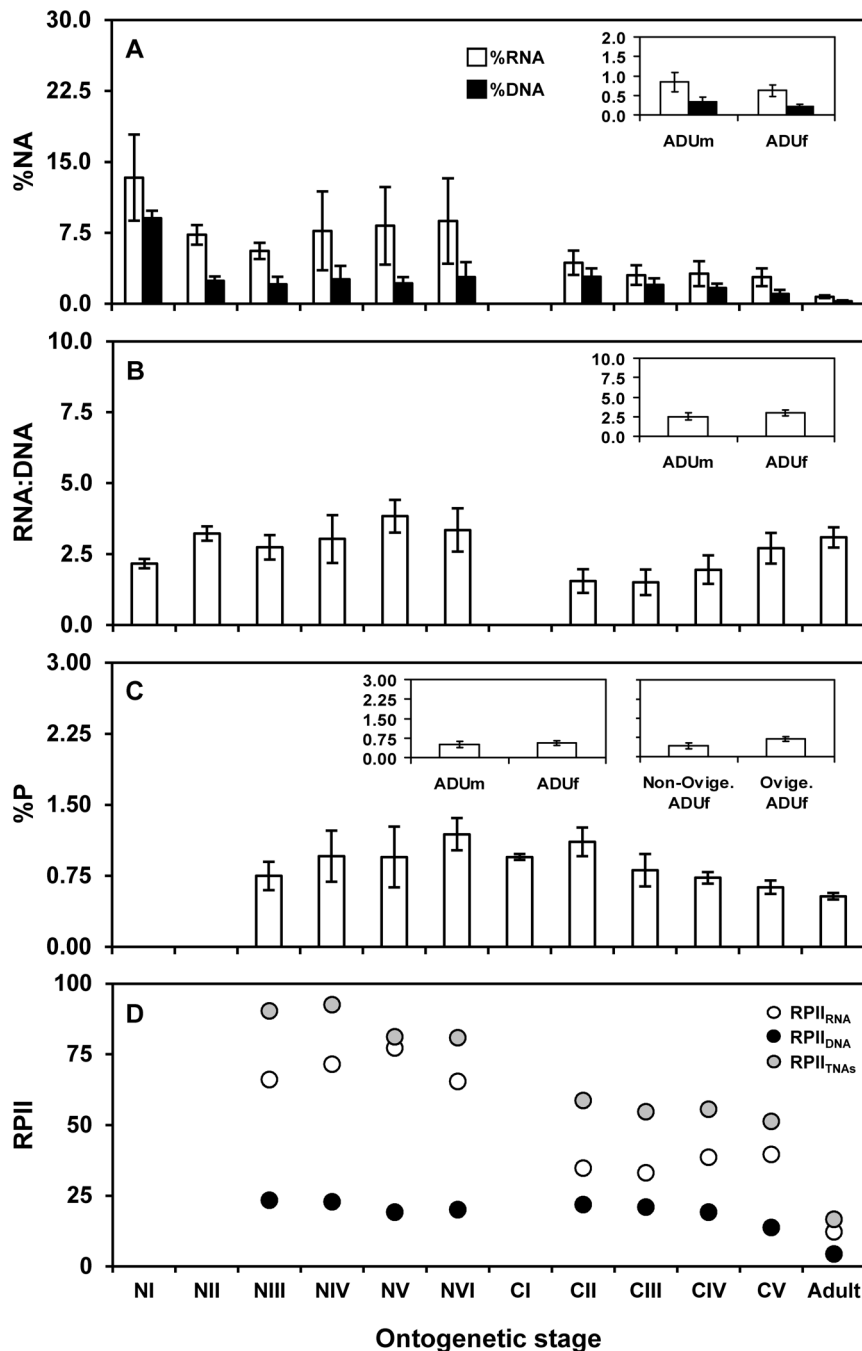 A
%RNA
%DNA
30.0
22.5
15.0
7.5
0.0
%NA
2.0
1.5
1.0
0.5
0.0
ADUm ADUf
B
10.0
7.5
5.0
2.5
0.0
RNA:DNA
10.0
7.5
5.0
2.5
0.0
ADUm ADUf
C
3.00
2.25
1.50
0.75
0.00
%P
3.00
2.25
1.50
0.75
0.00
ADUm ADUf
Non-Ovige. Ovige.
ADUf ADUf
D
100
75
50
25
0
RPII
RPIIRNA
RPIIDNA
RPIITNAs
NI NII NIII NIV NV NVI CI CII CIII CIV CV Adult
Ontogenetic stage